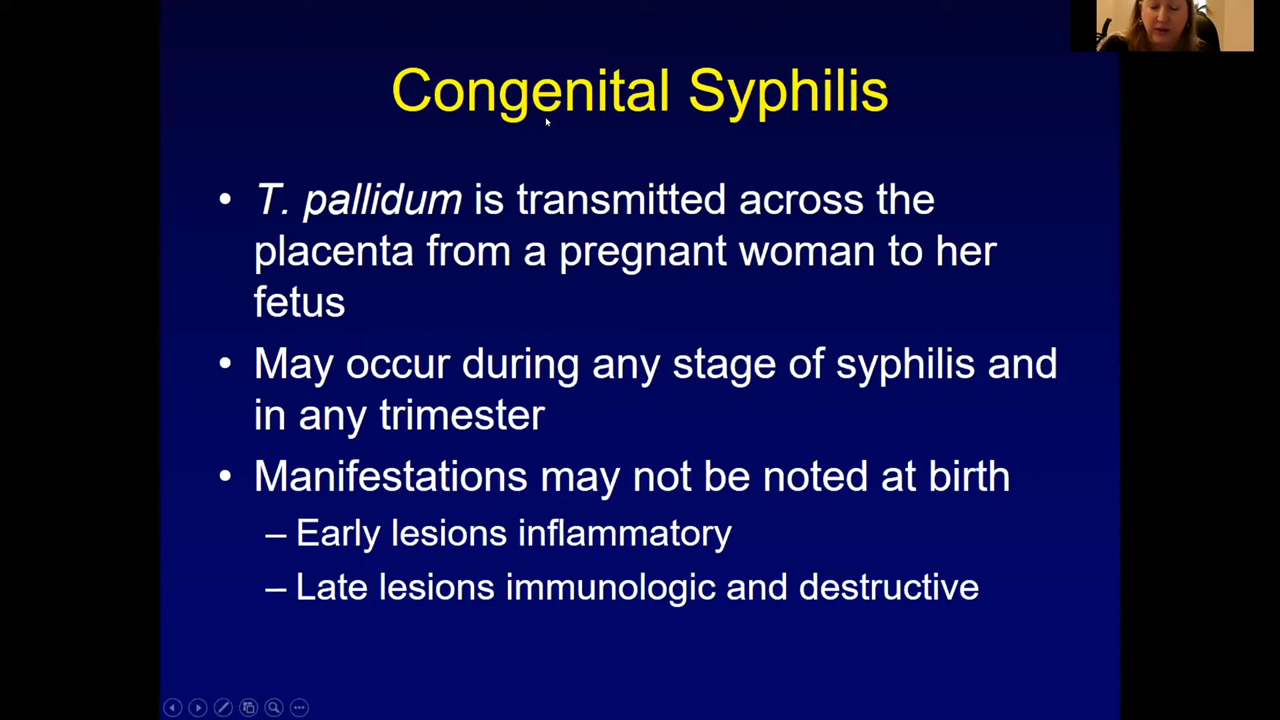 Congenital Syphilis
• T. pallidum is transmitted across the
placenta from a pregnant woman to her
fetus
• May occur during any stage of syphilis and
in any trimester
• Manifestations may not be noted at birth
– Early lesions inflammatory
– Late lesions immunologic and destructive